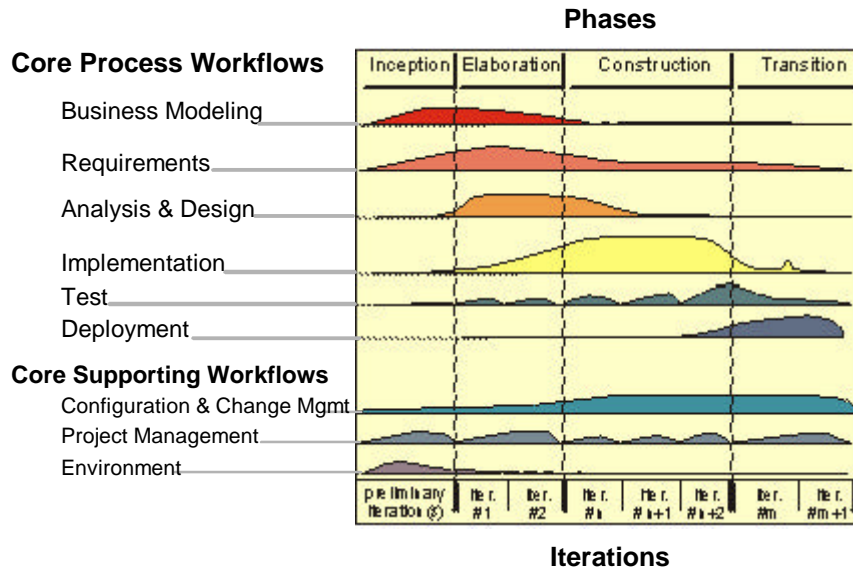 Phases
Core Process Workflows
Inception Elaboration Construction Transition
Business Modeling
Requirements
Analysis & Design
Implementation
Test
Deployment
Core Supporting Workflows
Configuration & Change Mgmt
Project Management
Environment
preliminary iteration(s) Iter. #1 Iter. #2 Iter. #n Iter. #n+1 Iter. #n+2 Iter. #m Iter. #m+1
Iterations